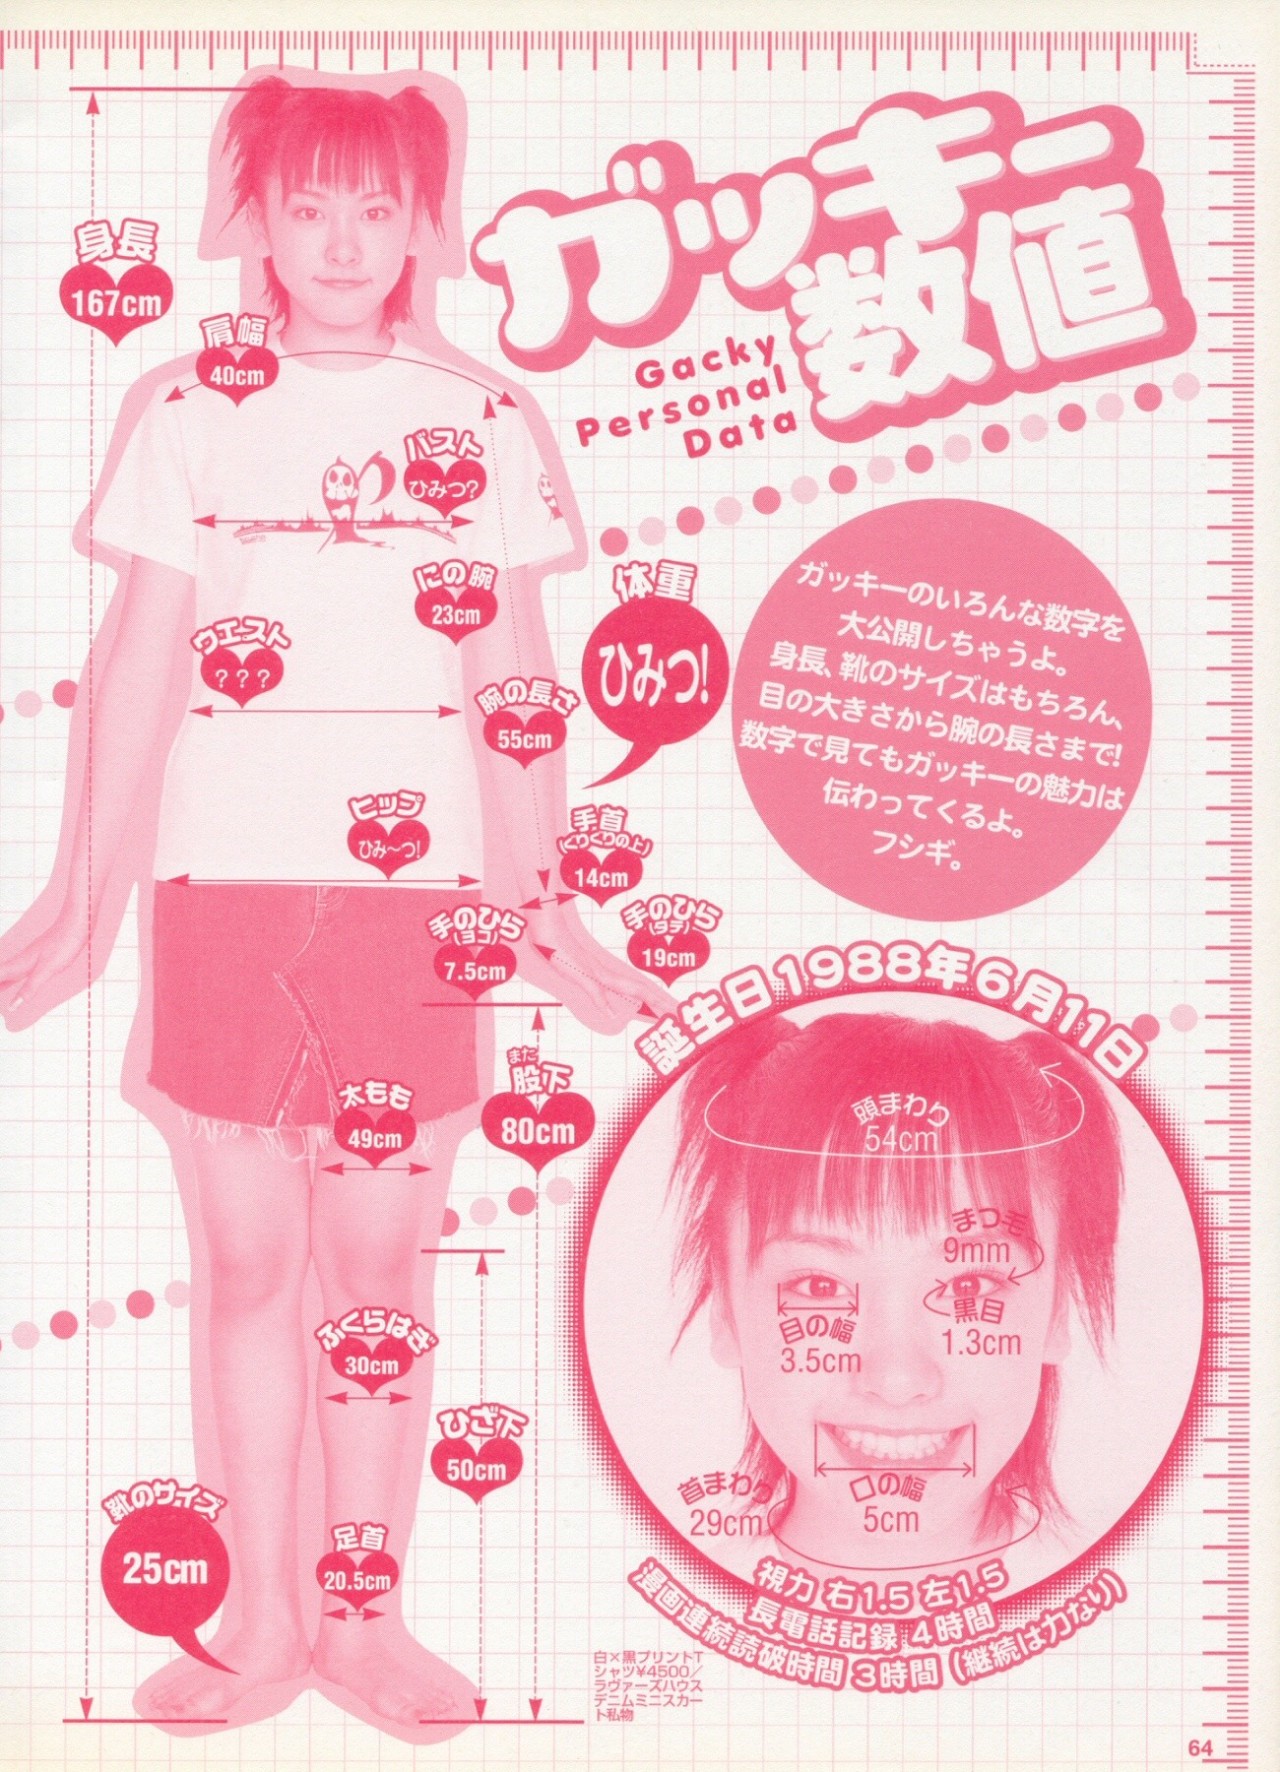 ガッキー
数値
Gacky
Personal
Data
身長
167cm
肩幅
40cm
バスト
ひみつ?
にの腕
23cm
体重
ひみつ!
ウエスト
???
腕の長さ
55cm
ヒップ
ひみ〜つ!
手首
(くりくりの上)
14cm
手のひら
(ヨコ)
7.5cm
手のひら
(タテ)
19cm
ガッキーのいろんな数字を
大公開しちゃうよ。
身長、靴のサイズはもちろん、
目の大きさから腕の長さまで!
数字で見てもガッキーの魅力は
伝わってくるよ。
フシギ。
誕生日1988年6月11日
頭まわり
54cm
まつ毛
9mm
目の幅
3.5cm
黒目
1.3cm
口の幅
5cm
首まわり
29cm
視力 右1.5 左1.5
長電話記録 4時間
漫画連続読破時間 3時間 (継続は力なり)
また
股下
80cm
太もも
49cm
ふくらはぎ
30cm
ひざ下
50cm
靴のサイズ
25cm
足首
20.5cm
白×黒プリントT
シャツ¥4500/
ラヴァーズハウス
デニムミニスカー
ト私物
64